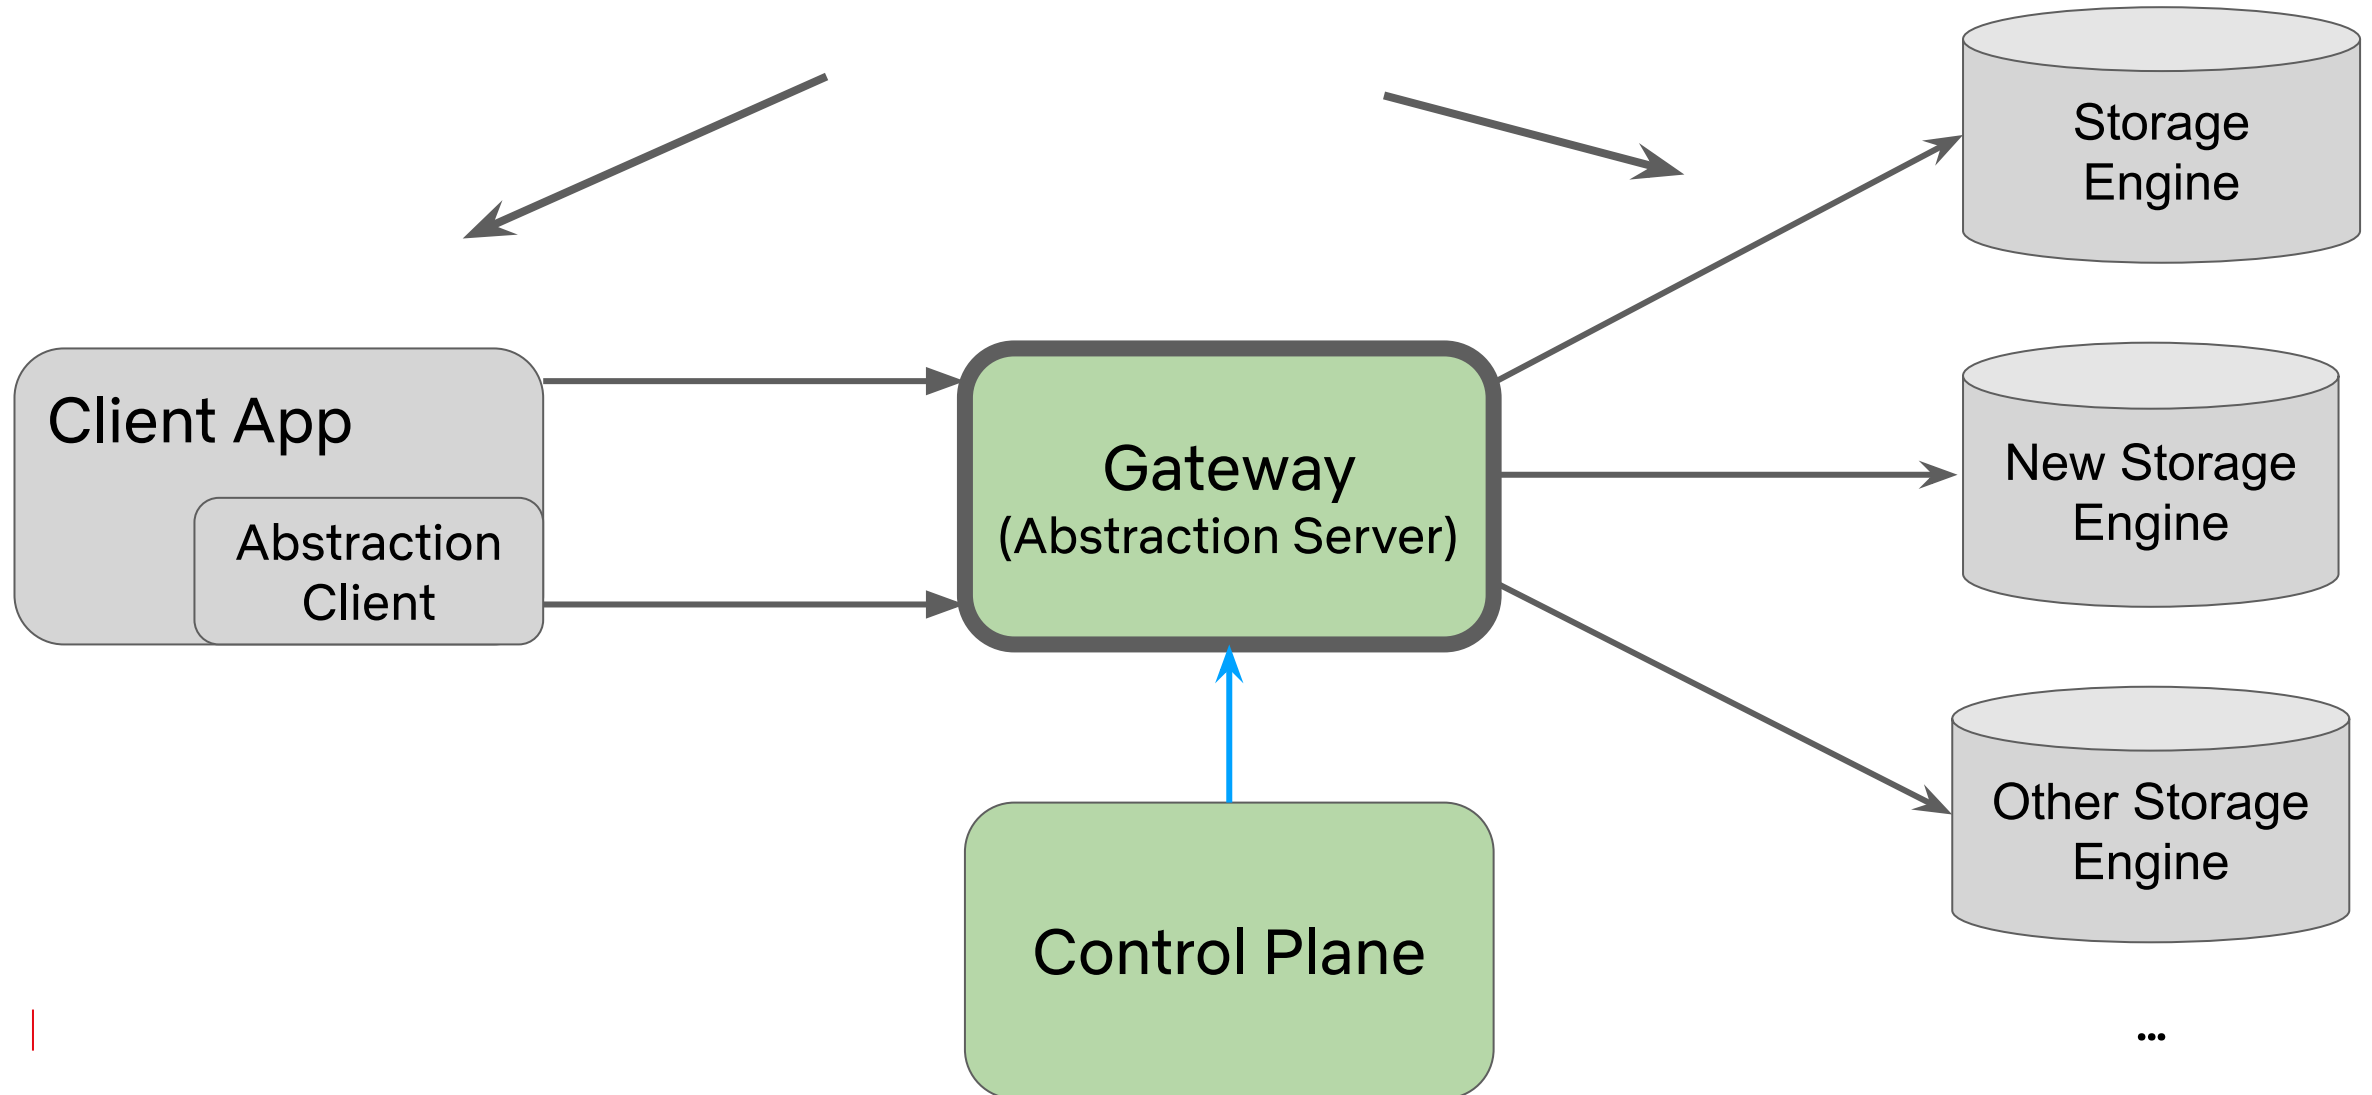 Client App
Abstraction
Client
Gateway
(Abstraction Server)
Control Plane
Storage
Engine
New Storage
Engine
Other Storage
Engine
...